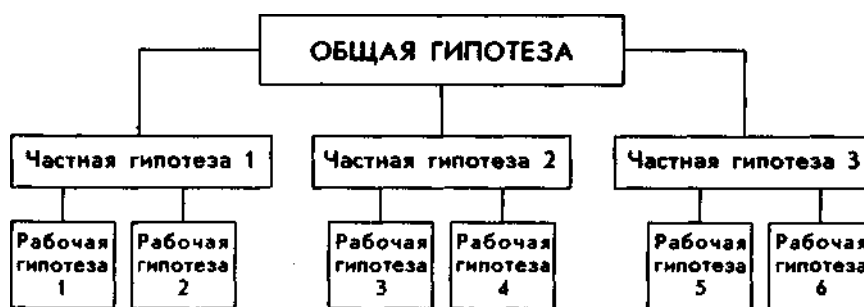 ОБЩАЯ ГИПОТЕЗА
Частная гипотеза 1
Частная гипотеза 2
Частная гипотеза 3
Рабочая
гипотеза
1
Рабочая
гипотеза
2
Рабочая
гипотеза
3
Рабочая
гипотеза
4
Рабочая
гипотеза
5
Рабочая
гипотеза
6